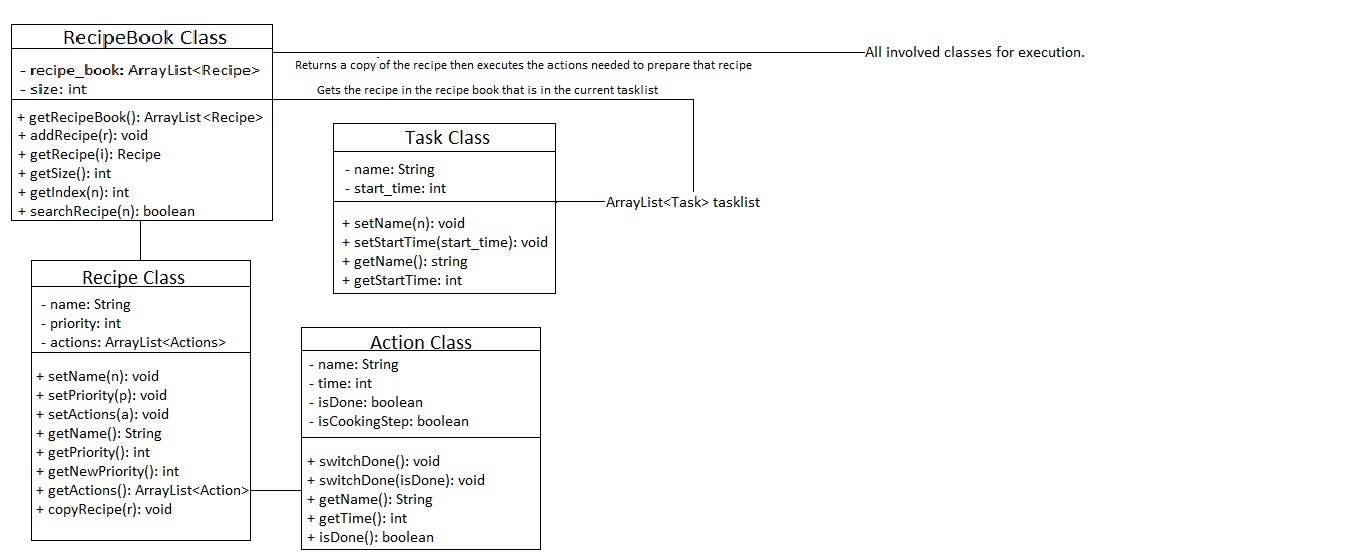 RecipeBook Class
- recipe_book: ArrayList<Recipe>
- size: int
+ getRecipeBook(): ArrayList<Recipe>
+ addRecipe(r): void
+ getRecipe(i): Recipe
+ getSize(): int
+ getIndex(n): int
+ searchRecipe(n): boolean
All involved classes for execution.
Returns a copy of the recipe then executes the actions needed to prepare that recipe
Gets the recipe in the recipe book that is in the current tasklist
Task Class
- name: String
- start_time: int
+ setName(n): void
+ setStartTime(start_time): void
+ getName(): string
+ getStartTime: int
ArrayList<Task> tasklist
Recipe Class
- name: String
- priority: int
- actions: ArrayList<Actions>
+ setName(n): void
+ setPriority(p): void
+ setActions(a): void
+ getName(): String
+ getPriority(): int
+ getNewPriority(): int
+ getActions(): ArrayList<Action>
+ copyRecipe(r): void
Action Class
- name: String
- time: int
- isDone: boolean
- isCookingStep: boolean
+ switchDone(): void
+ switchDone(isDone): void
+ getName(): String
+ getTime(): int
+ isDone(): boolean